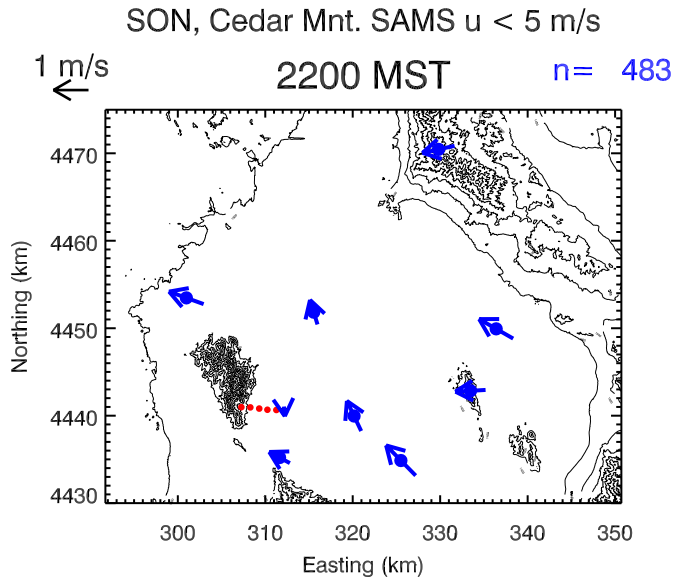 SON, Cedar Mnt. SAMS u < 5 m/s
1 m/s
2200 MST
n= 483
4470
4460
4450
4440
4430
Northing (km)
300 310 320 330 340 350
Easting (km)